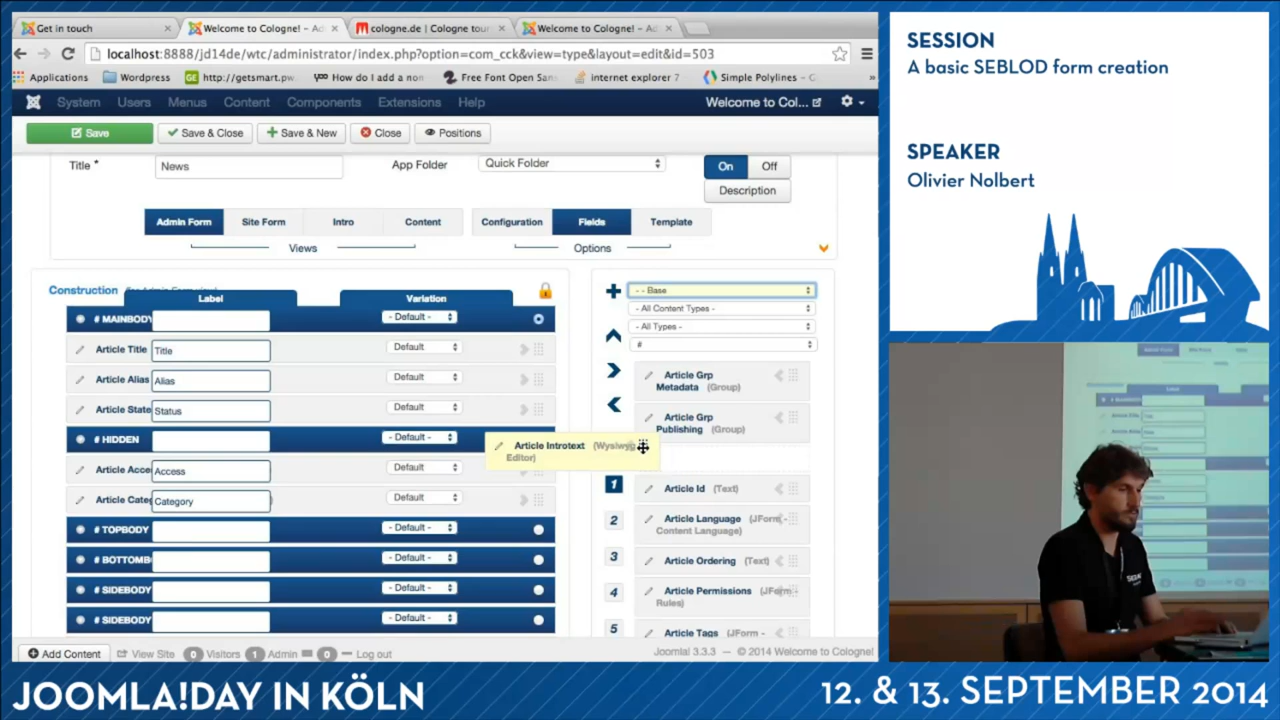 Get in touch
Welcome to Cologne! – Ad
cologne.de | Cologne tour
Welcome to Cologne! – Ad
localhost:8888/jd14de/wtc/administrator/index.php?option=com_cck&view=type&layout=edit&id=503
Applications
Wordpress
http://getsmart.pw
How do I add a non
Free Font Open San
internet explorer 7
Simple Polylines – G
»
System Users Menus Content Components Extensions Help
Welcome to Col...
Save
Save & Close
Save & New
Close
Positions
Title *
News
App Folder
Quick Folder
On
Off
Description
Admin Form
Site Form
Intro
Content
Configuration
Fields
Template
Views
Options
Construction
Label
Variation
# MAINBODY
- Default -
Article Title
Title
Default
Article Alias
Alias
Default
Article State
Status
Default
# HIDDEN
- Default -
Article Acce
Access
Default
Article Cate
Category
Default
# TOPBODY
- Default -
# BOTTOMB
- Default -
# SIDEBODY
- Default -
# SIDEBODY
- Default -
- - Base
- All Content Types -
- All Types -
#
Article Grp
Metadata (Group)
Article Grp
Publishing (Group)
Article Introtext (Wysiwyg
Editor)
1
Article Id (Text)
2
Article Language (JForm -
Content Language)
3
Article Ordering (Text)
4
Article Permissions (JForm -
Rules)
5
Article Tags (JForm -
Add Content
View Site
0 Visitors
1 Admin
0
Log out
Joomla! 3.3.3 — © 2014 Welcome to Cologne!
SESSION
A basic SEBLOD form creation
SPEAKER
Olivier Nolbert
JOOMLA!DAY IN KÖLN
12. & 13. SEPTEMBER 2014